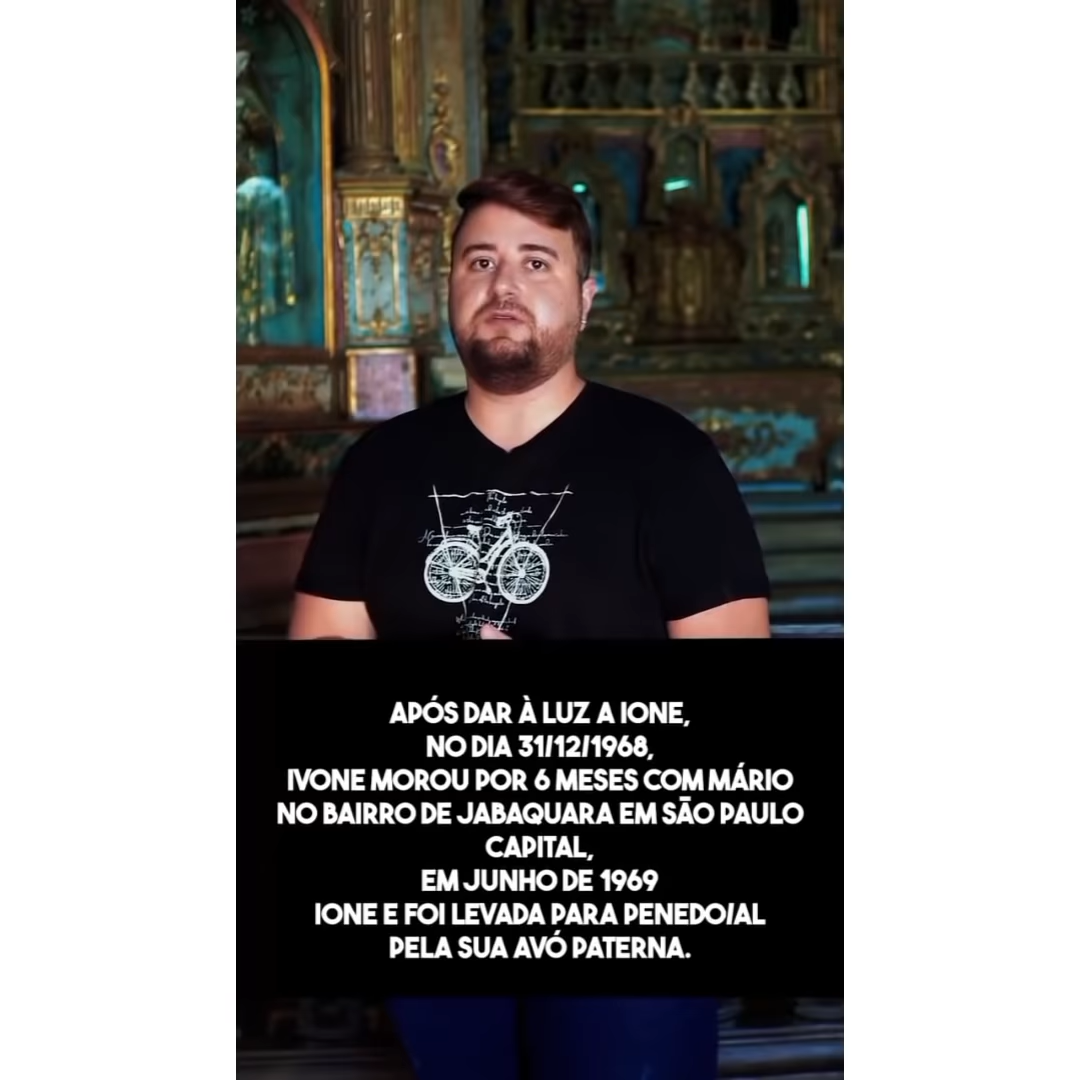 APÓS DAR À LUZ A IONE,
NO DIA 31/12/1968,
IVONE MOROU POR 6 MESES COM MÁRIO
NO BAIRRO DE JABAQUARA EM SÃO PAULO
CAPITAL,
EM JUNHO DE 1969
IONE E FOI LEVADA PARA PENEDO/AL
PELA SUA AVÓ PATERNA.